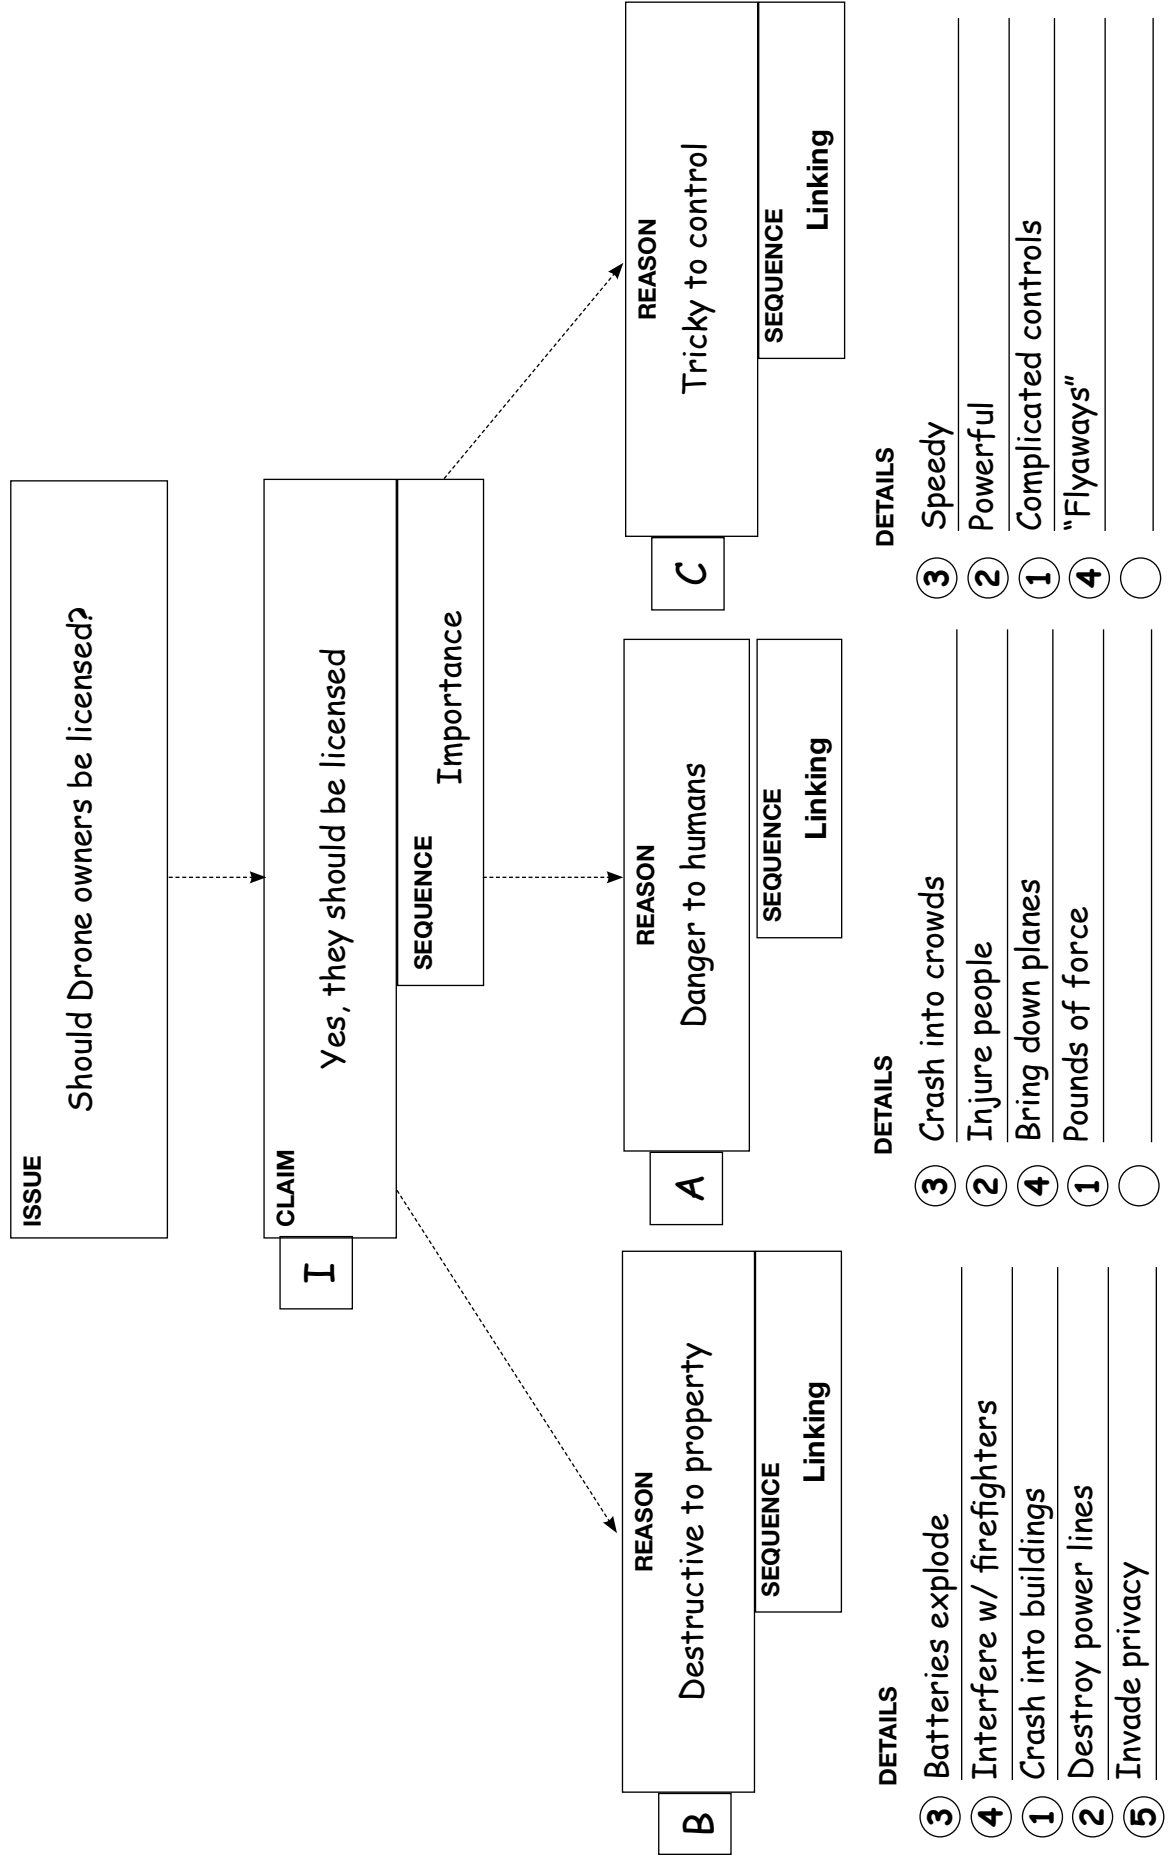 ISSUE
Should Drone owners be licensed?
I
CLAIM
Yes, they should be licensed
SEQUENCE
Importance
B
REASON
Destructive to property
SEQUENCE
Linking
DETAILS
3 Batteries explode
4 Interfere w/ firefighters
1 Crash into buildings
2 Destroy power lines
5 Invade privacy
A
REASON
Danger to humans
SEQUENCE
Linking
DETAILS
3 Crash into crowds
2 Injure people
4 Bring down planes
1 Pounds of force
C
REASON
Tricky to control
SEQUENCE
Linking
DETAILS
3 Speedy
2 Powerful
1 Complicated controls
4 "Flyaways"